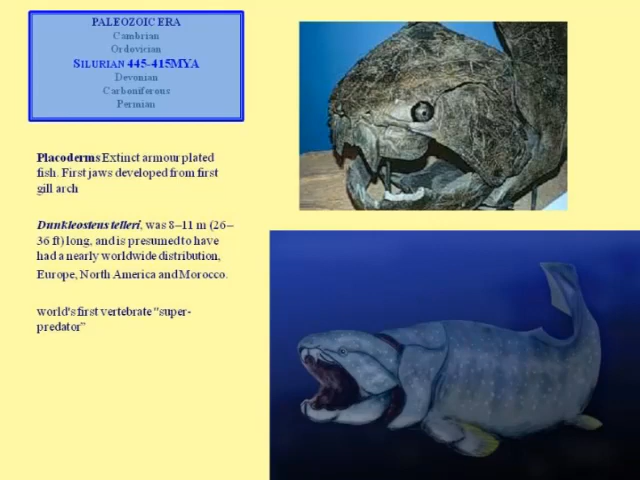 PALEOZOIC ERA
Cambrian
Ordovician
SILURIAN 445-415MYA
Devonian
Carboniferous
Permian
Placoderms Extinct armour plated
fish. First jaws developed from first
gill arch
Dunkleosteus telleri, was 8–11 m (26–
36 ft) long, and is presumed to have
had a nearly worldwide distribution,
Europe, North America and Morocco.
world's first vertebrate "super-
predator"